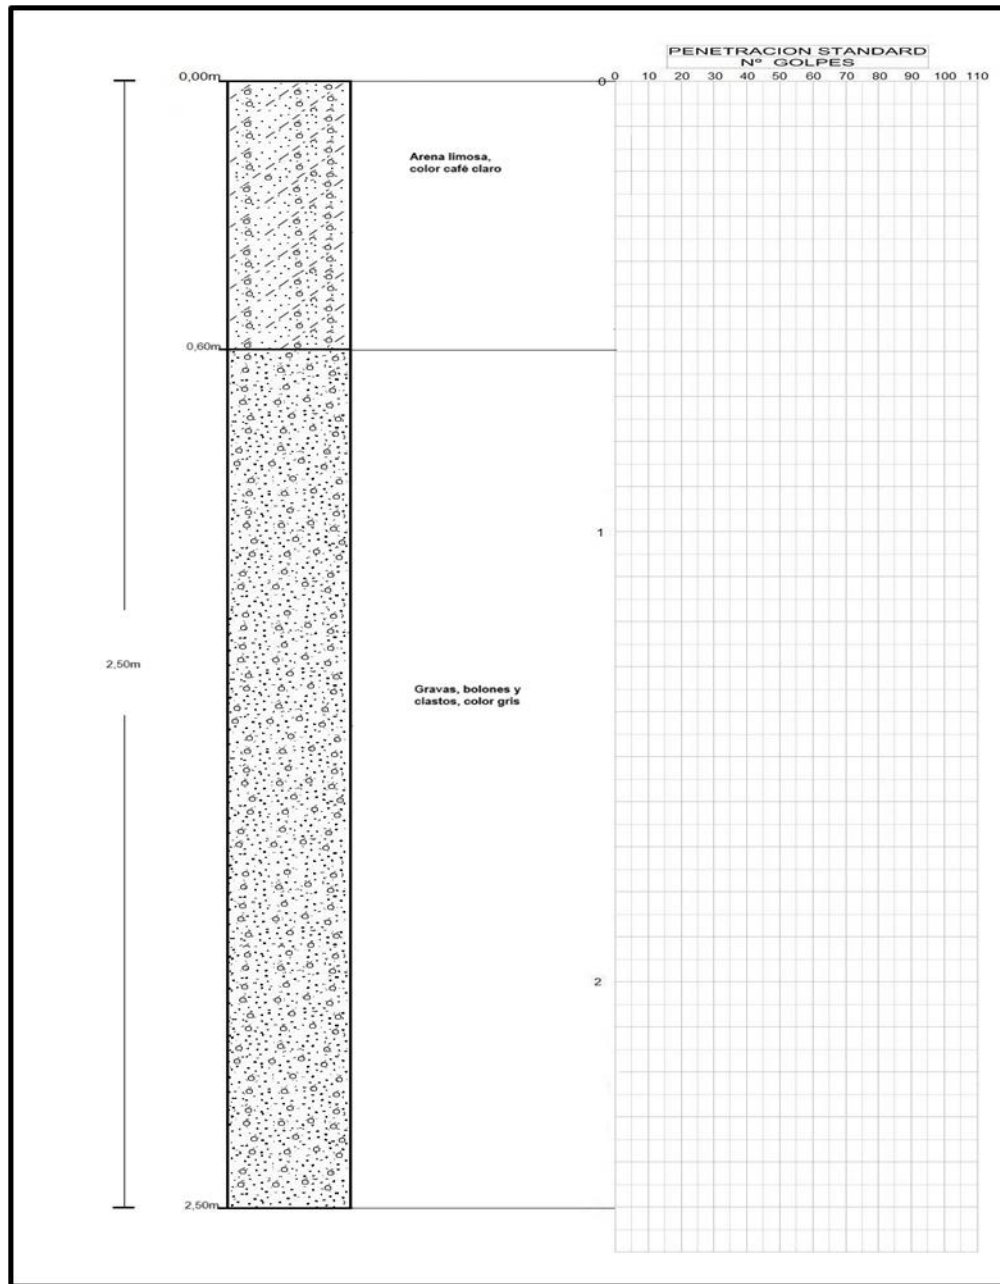 PENETRACION STANDARD
Nº GOLPES
0,00m
0 0 10 20 30 40 50 60 70 80 90 100 110
Arena limosa,
color café claro
0,60m
1
2,50m
Gravas, bolones y
clastos, color gris
2
2,50m